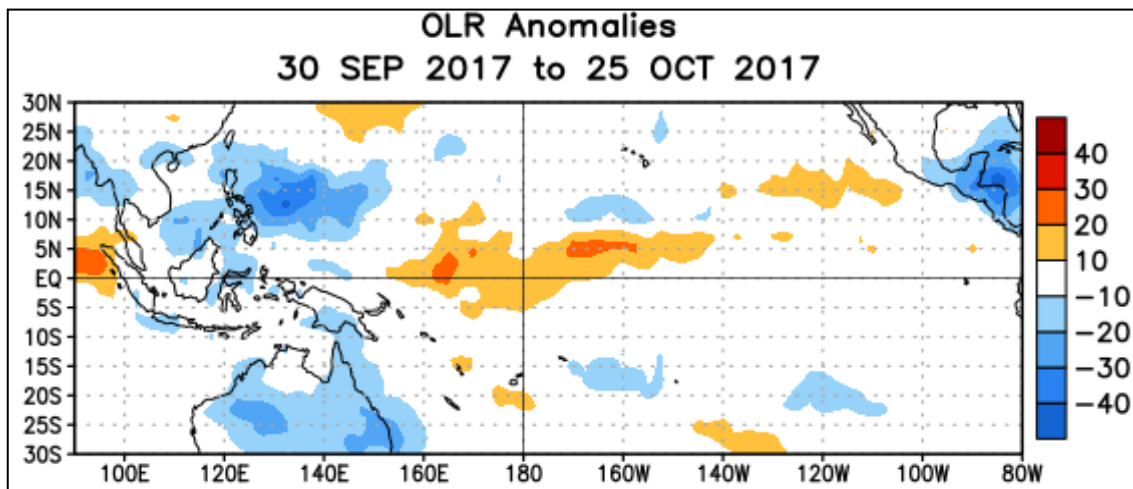 OLR Anomalies
30 SEP 2017 to 25 OCT 2017
30N
25N
20N
15N
10N
5N
EQ
5S
10S
15S
20S
25S
30S
100E 120E 140E 160E 180 160W 140W 120W 100W 80W
40
30
20
10
-10
-20
-30
-40